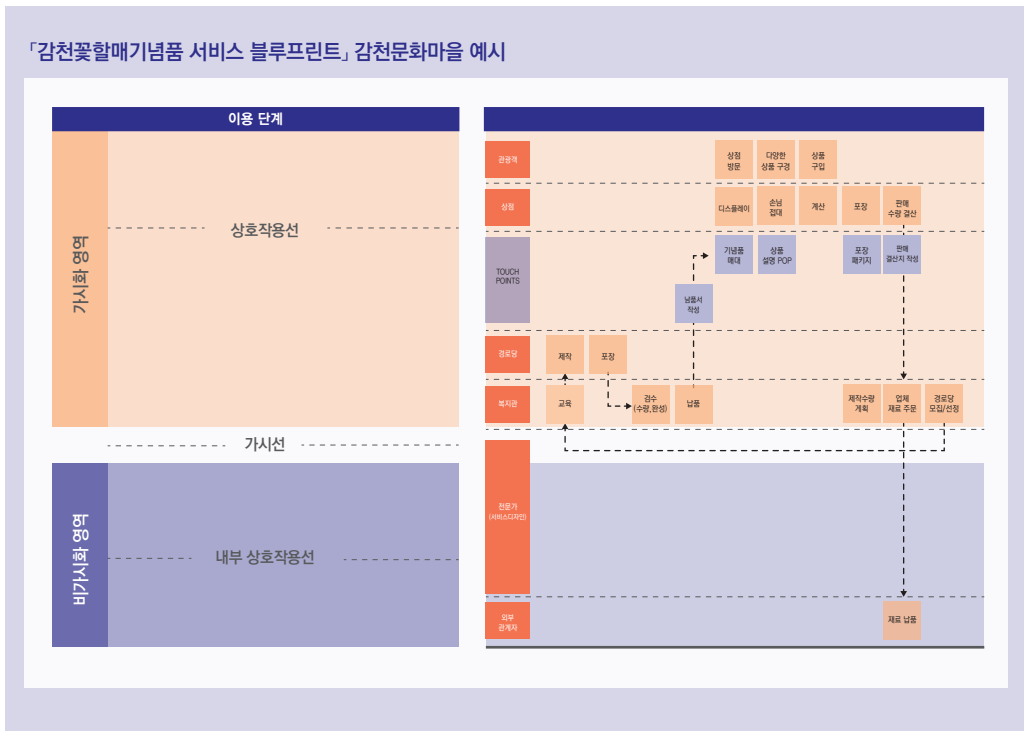 「감천꽃할매기념품 서비스 블루프린트」 감천문화마을 예시
이용 단계
가시화 영역
상호작용선
가시선
비가시화 영역
내부 상호작용선
관광객
상점
방문
다양한
상품 구경
상품
구입
상점
디스플레이
손님
접대
계산
포장
판매
수량 결산
TOUCH
POINTS
기념품
매대
상품
설명 POP
포장
패키지
판매
결산지 작성
납품서
작성
경로당
제작
포장
복지관
교육
검수
(수량,완성)
납품
제작수량
계획
업체
재료 주문
경로당
모집/선정
전문가
(서비스디자인)
외부
관계자
재료 납품